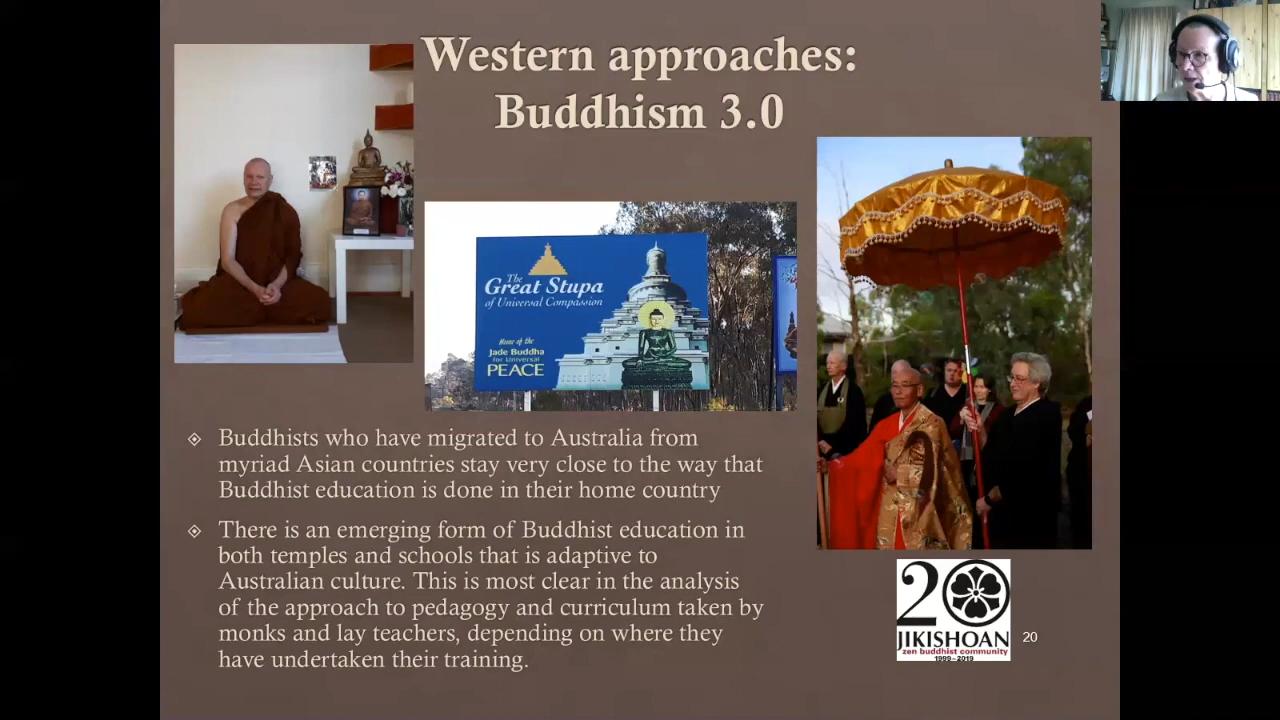 Western approaches:
Buddhism 3.0
The
Great Stupa
of Universal Compassion
Home of the
Jade Buddha
for Universal
PEACE
Buddhists who have migrated to Australia from
myriad Asian countries stay very close to the way that
Buddhist education is done in their home country
There is an emerging form of Buddhist education in
both temples and schools that is adaptive to
Australian culture. This is most clear in the analysis
of the approach to pedagogy and curriculum taken by
monks and lay teachers, depending on where they
have undertaken their training.
20
JIKISHOAN
zen buddhist community
1999-2019
20